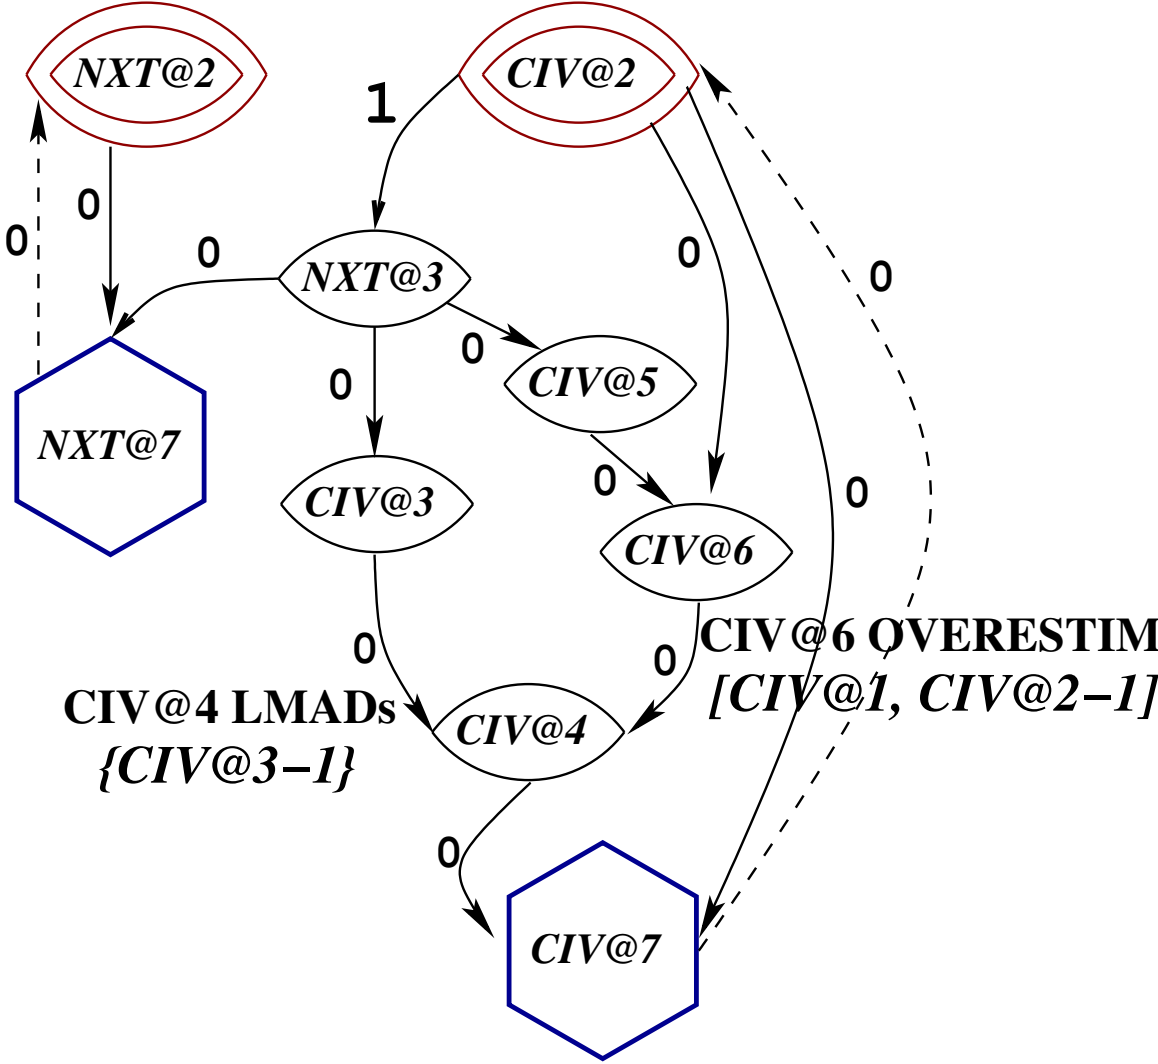 NXT@2
CIV@2
1
0
0
0
0
0
NXT@3
0
0
CIV@5
NXT@7
0
0
CIV@3
CIV@6
0
0
CIV@6 OVERESTIM
[CIV@1, CIV@2−1]
CIV@4 LMADs
{CIV@3−1}
CIV@4
0
CIV@7